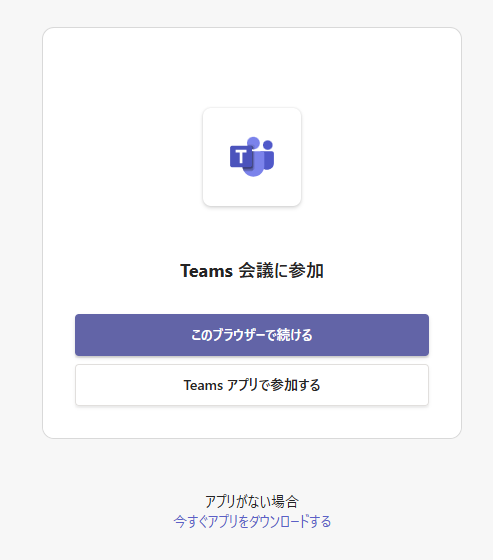 T
Teams 会議に参加
このブラウザーで続ける
Teams アプリで参加する
アプリがない場合
今すぐアプリをダウンロードする